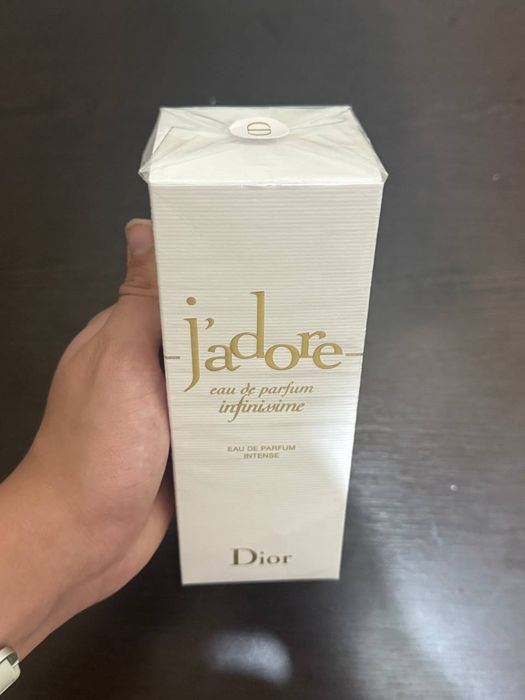 D
j'adore
eau de parfum
infinissime
EAU DE PARFUM
INTENSE
Dior